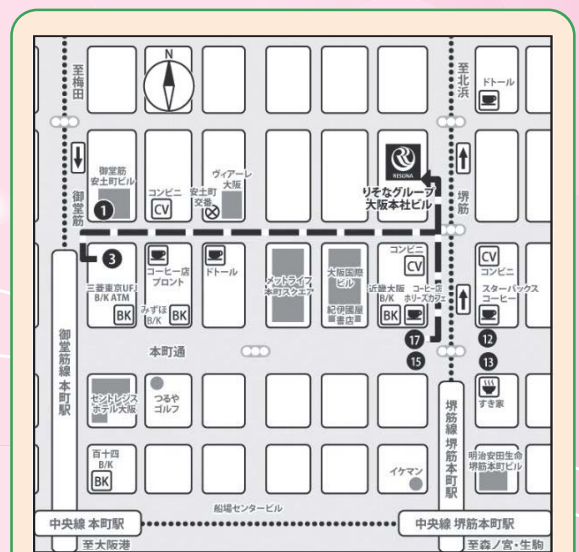 至梅田
N
至北浜
ドトール
御堂筋
安土町ビル
1
コンビニ
CV
安土町
交番
ヴィアーレ
大阪
RESONA
りそなグループ
大阪本社ビル
御堂筋
堺筋
3
三菱東京UFJ
B/K ATM
BK
コーヒー店
プロント
みずほ
B/K
BK
ドトール
メットライフ
本町スクエア
大阪国際
ビル
紀伊國屋
書店
コンビニ
CV
近畿大阪
B/K
BK
コーヒー店
ホリーズカフェ
CV
コンビニ
スターバックス
コーヒー
17
15
12
13
本町通
御堂筋線 本町駅
堺筋線 堺筋本町駅
セントレジス
ホテル大阪
つるや
ゴルフ
すき家
百十四
B/K
BK
イケマン
明治安田生命
堺筋本町ビル
船場センタービル
中央線 本町駅
中央線 堺筋本町駅
至大阪港
至森ノ宮・生駒